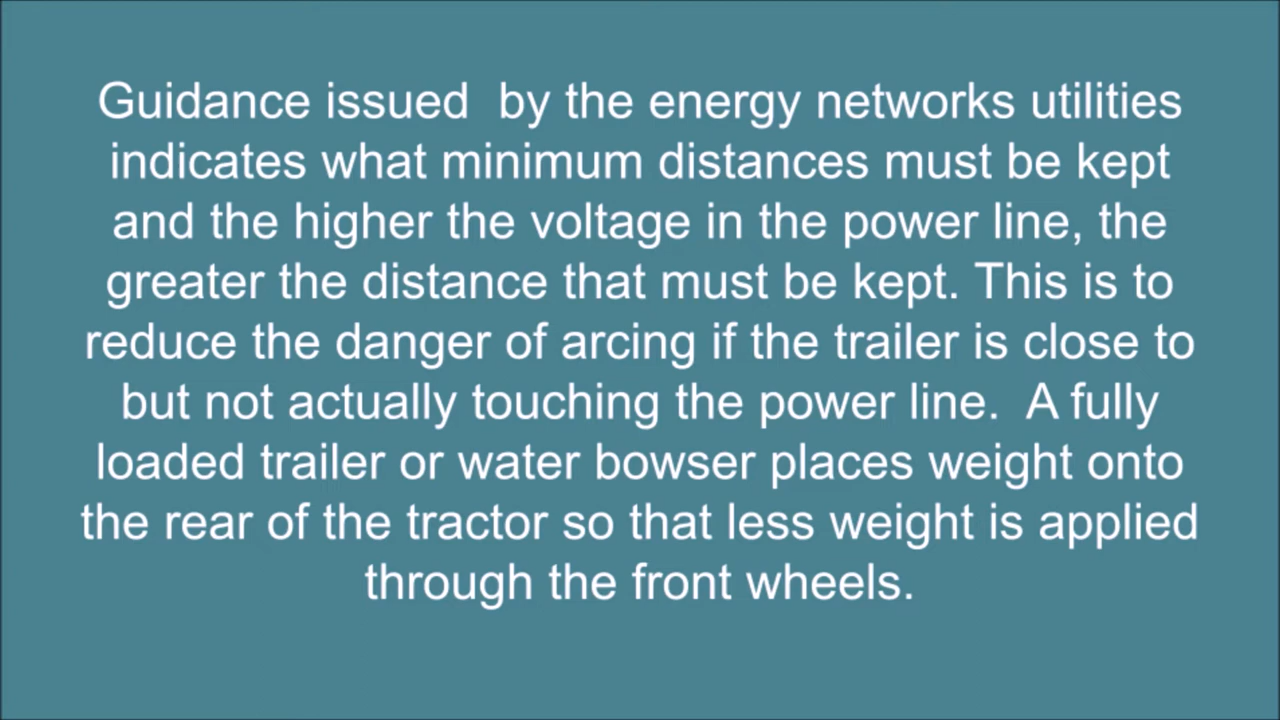 Guidance issued  by the energy networks utilities
indicates what minimum distances must be kept
and the higher the voltage in the power line, the
greater the distance that must be kept. This is to
reduce the danger of arcing if the trailer is close to
but not actually touching the power line.  A fully
loaded trailer or water bowser places weight onto
the rear of the tractor so that less weight is applied
through the front wheels.